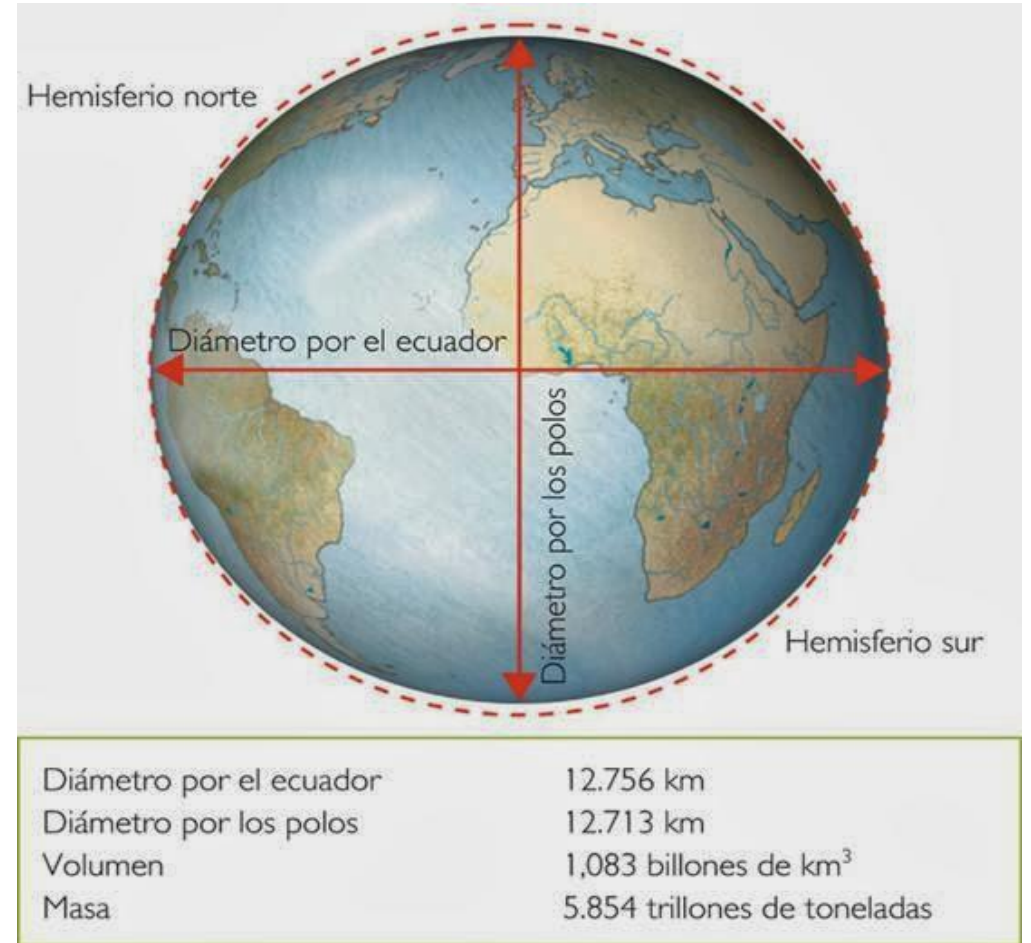 Hemisferio norte
Diámetro por el ecuador
Diámetro por los polos
Hemisferio sur
Diámetro por el ecuador 12.756 km
Diámetro por los polos 12.713 km
Volumen 1,083 billones de km³
Masa 5.854 trillones de toneladas